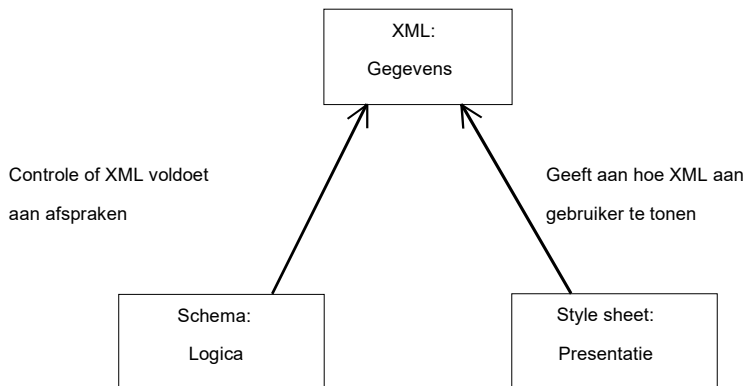 XML:
Gegevens
Controle of XML voldoet
aan afspraken
Geeft aan hoe XML aan
gebruiker te tonen
Schema:
Logica
Style sheet:
Presentatie